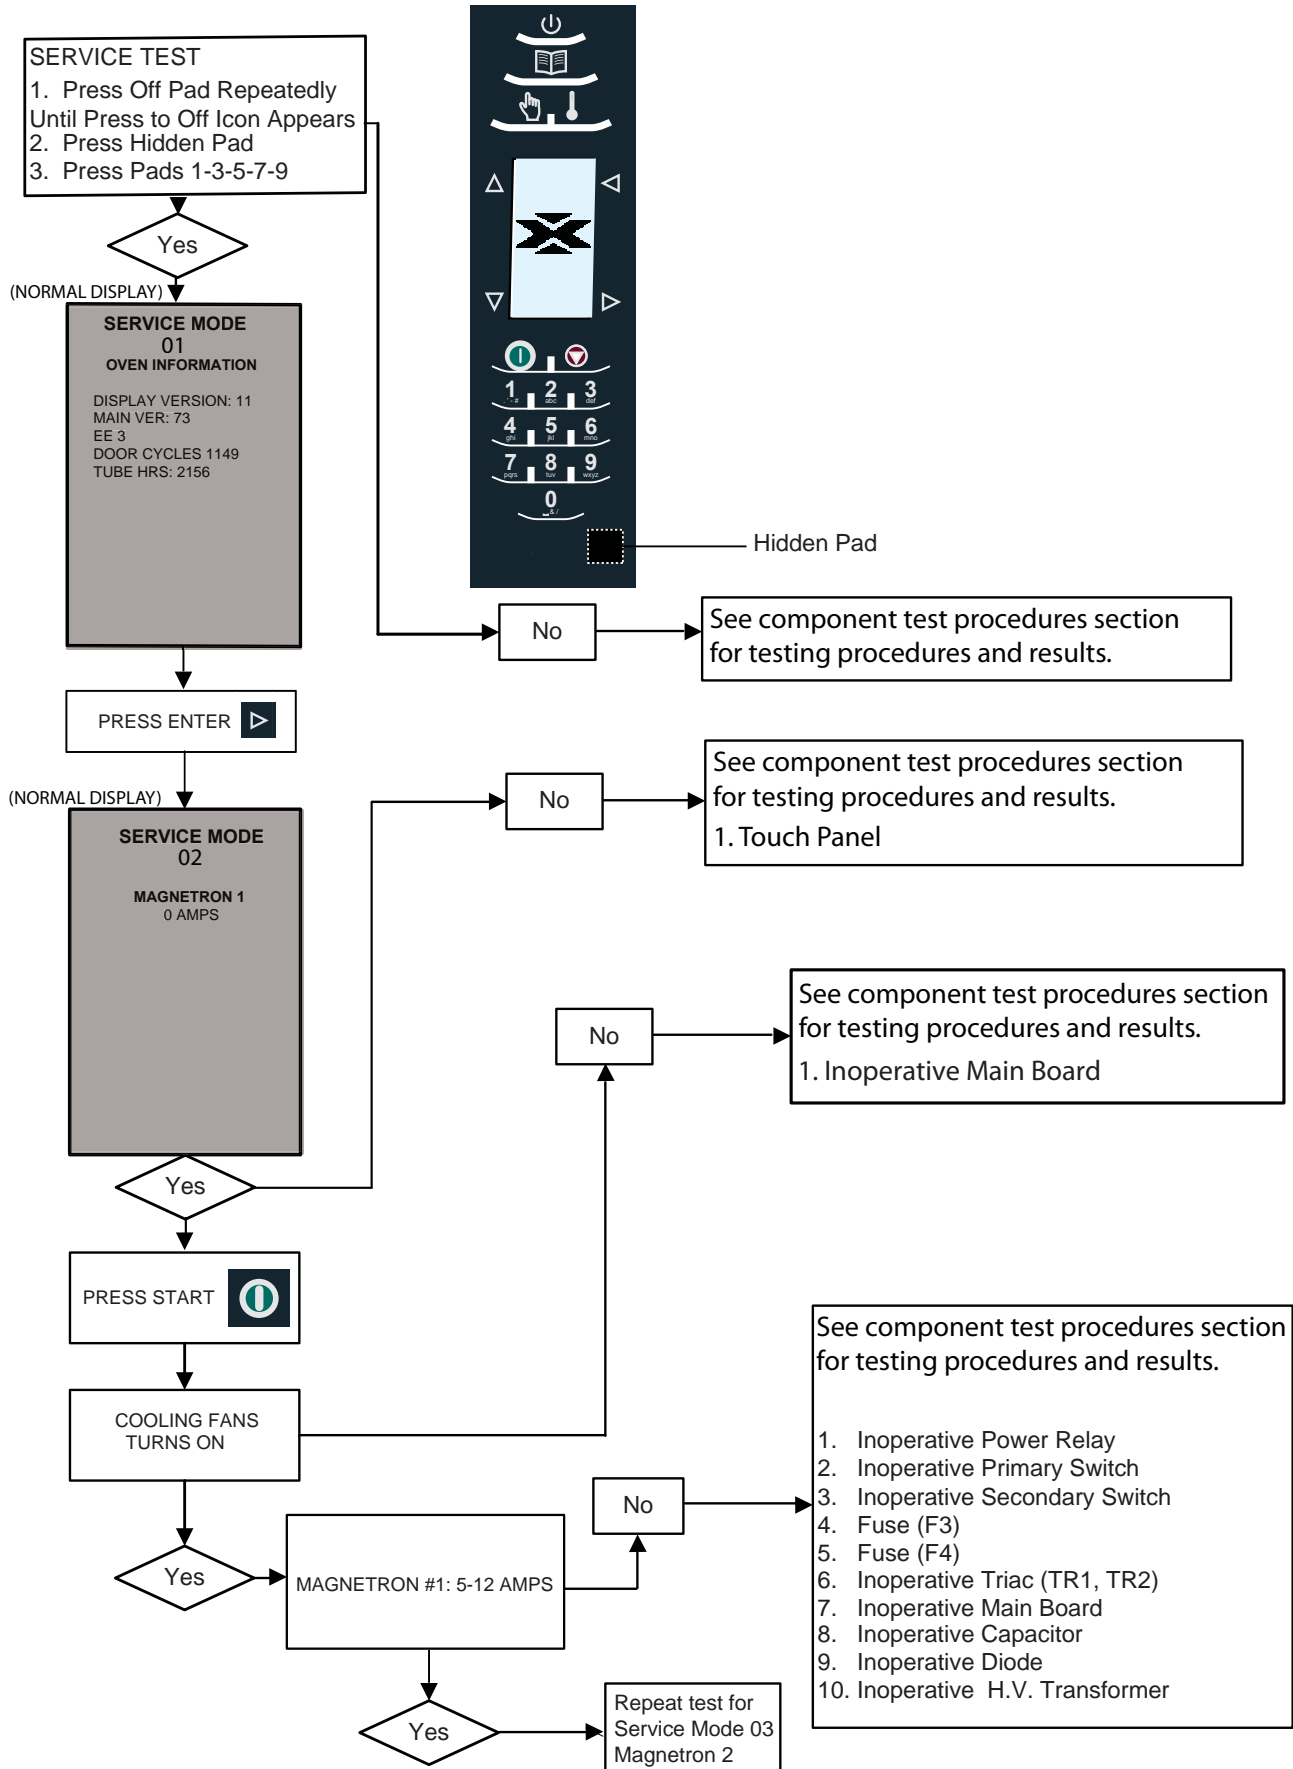 SERVICE TEST
1. Press Off Pad Repeatedly
Until Press to Off Icon Appears
2. Press Hidden Pad
3. Press Pads 1-3-5-7-9
Yes
(NORMAL DISPLAY)
SERVICE MODE
01
OVEN INFORMATION
DISPLAY VERSION: 11
MAIN VER: 73
EE 3
DOOR CYCLES 1149
TUBE HRS: 2156
1 2 3
abc def
4 5 6
ghi jkl mno
7 8 9
pqrs tuv wxyz
0
& /
Hidden Pad
No
See component test procedures section
for testing procedures and results.
PRESS ENTER
(NORMAL DISPLAY)
SERVICE MODE
02
MAGNETRON 1
0 AMPS
No
See component test procedures section
for testing procedures and results.
1. Touch Panel
No
See component test procedures section
for testing procedures and results.
1. Inoperative Main Board
Yes
PRESS START
COOLING FANS
TURNS ON
Yes
MAGNETRON #1: 5-12 AMPS
No
See component test procedures section
for testing procedures and results.
1. Inoperative Power Relay
2. Inoperative Primary Switch
3. Inoperative Secondary Switch
4. Fuse (F3)
5. Fuse (F4)
6. Inoperative Triac (TR1, TR2)
7. Inoperative Main Board
8. Inoperative Capacitor
9. Inoperative Diode
10. Inoperative H.V. Transformer
Yes
Repeat test for
Service Mode 03
Magnetron 2